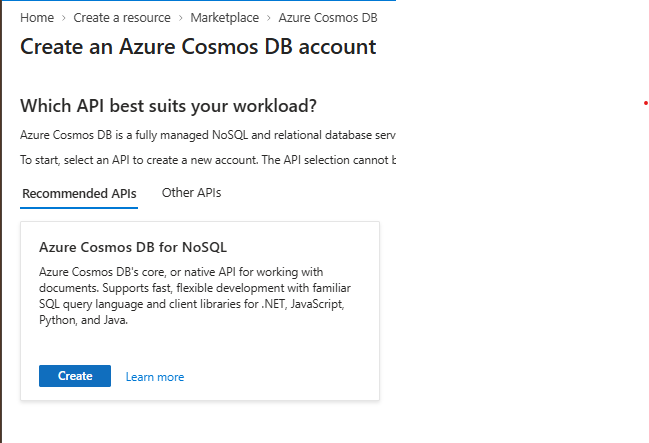 Home > Create a resource > Marketplace > Azure Cosmos DB
Create an Azure Cosmos DB account
Which API best suits your workload?
Azure Cosmos DB is a fully managed NoSQL and relational database serv
To start, select an API to create a new account. The API selection cannot b
Recommended APIs Other APIs
Azure Cosmos DB for NoSQL
Azure Cosmos DB's core, or native API for working with
documents. Supports fast, flexible development with familiar
SQL query language and client libraries for .NET, JavaScript,
Python, and Java.
Create Learn more